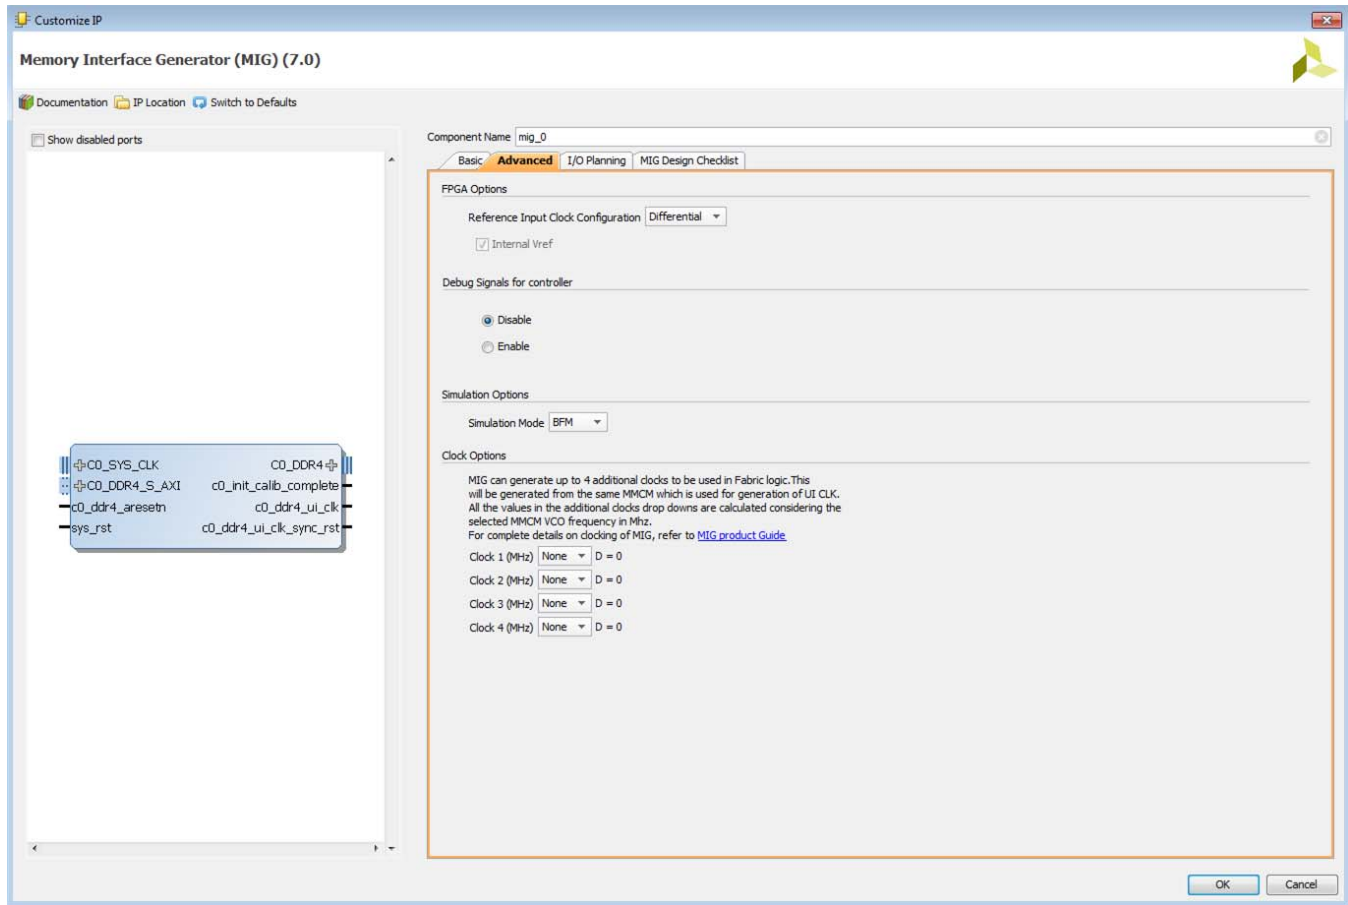 Customize IP
Memory Interface Generator (MIG) (7.0)
Documentation IP Location Switch to Defaults
Show disabled ports
C0_SYS_CLK C0_DDR4
C0_DDR4_S_AXI c0_init_calib_complete
c0_ddr4_aresetn c0_ddr4_ui_clk
sys_rst c0_ddr4_ui_clk_sync_rst
Component Name mig_0
Basic Advanced I/O Planning MIG Design Checklist
FPGA Options
Reference Input Clock Configuration Differential
Internal Vref
Debug Signals for controller
Disable
Enable
Simulation Options
Simulation Mode BFM
Clock Options
MIG can generate up to 4 additional clocks to be used in Fabric logic.This
will be generated from the same MMCM which is used for generation of UI CLK.
All the values in the additional clocks drop downs are calculated considering the
selected MMCM VCO frequency in Mhz.
For complete details on clocking of MIG, refer to MIG product Guide
Clock 1 (MHz) None D = 0
Clock 2 (MHz) None D = 0
Clock 3 (MHz) None D = 0
Clock 4 (MHz) None D = 0
OK Cancel